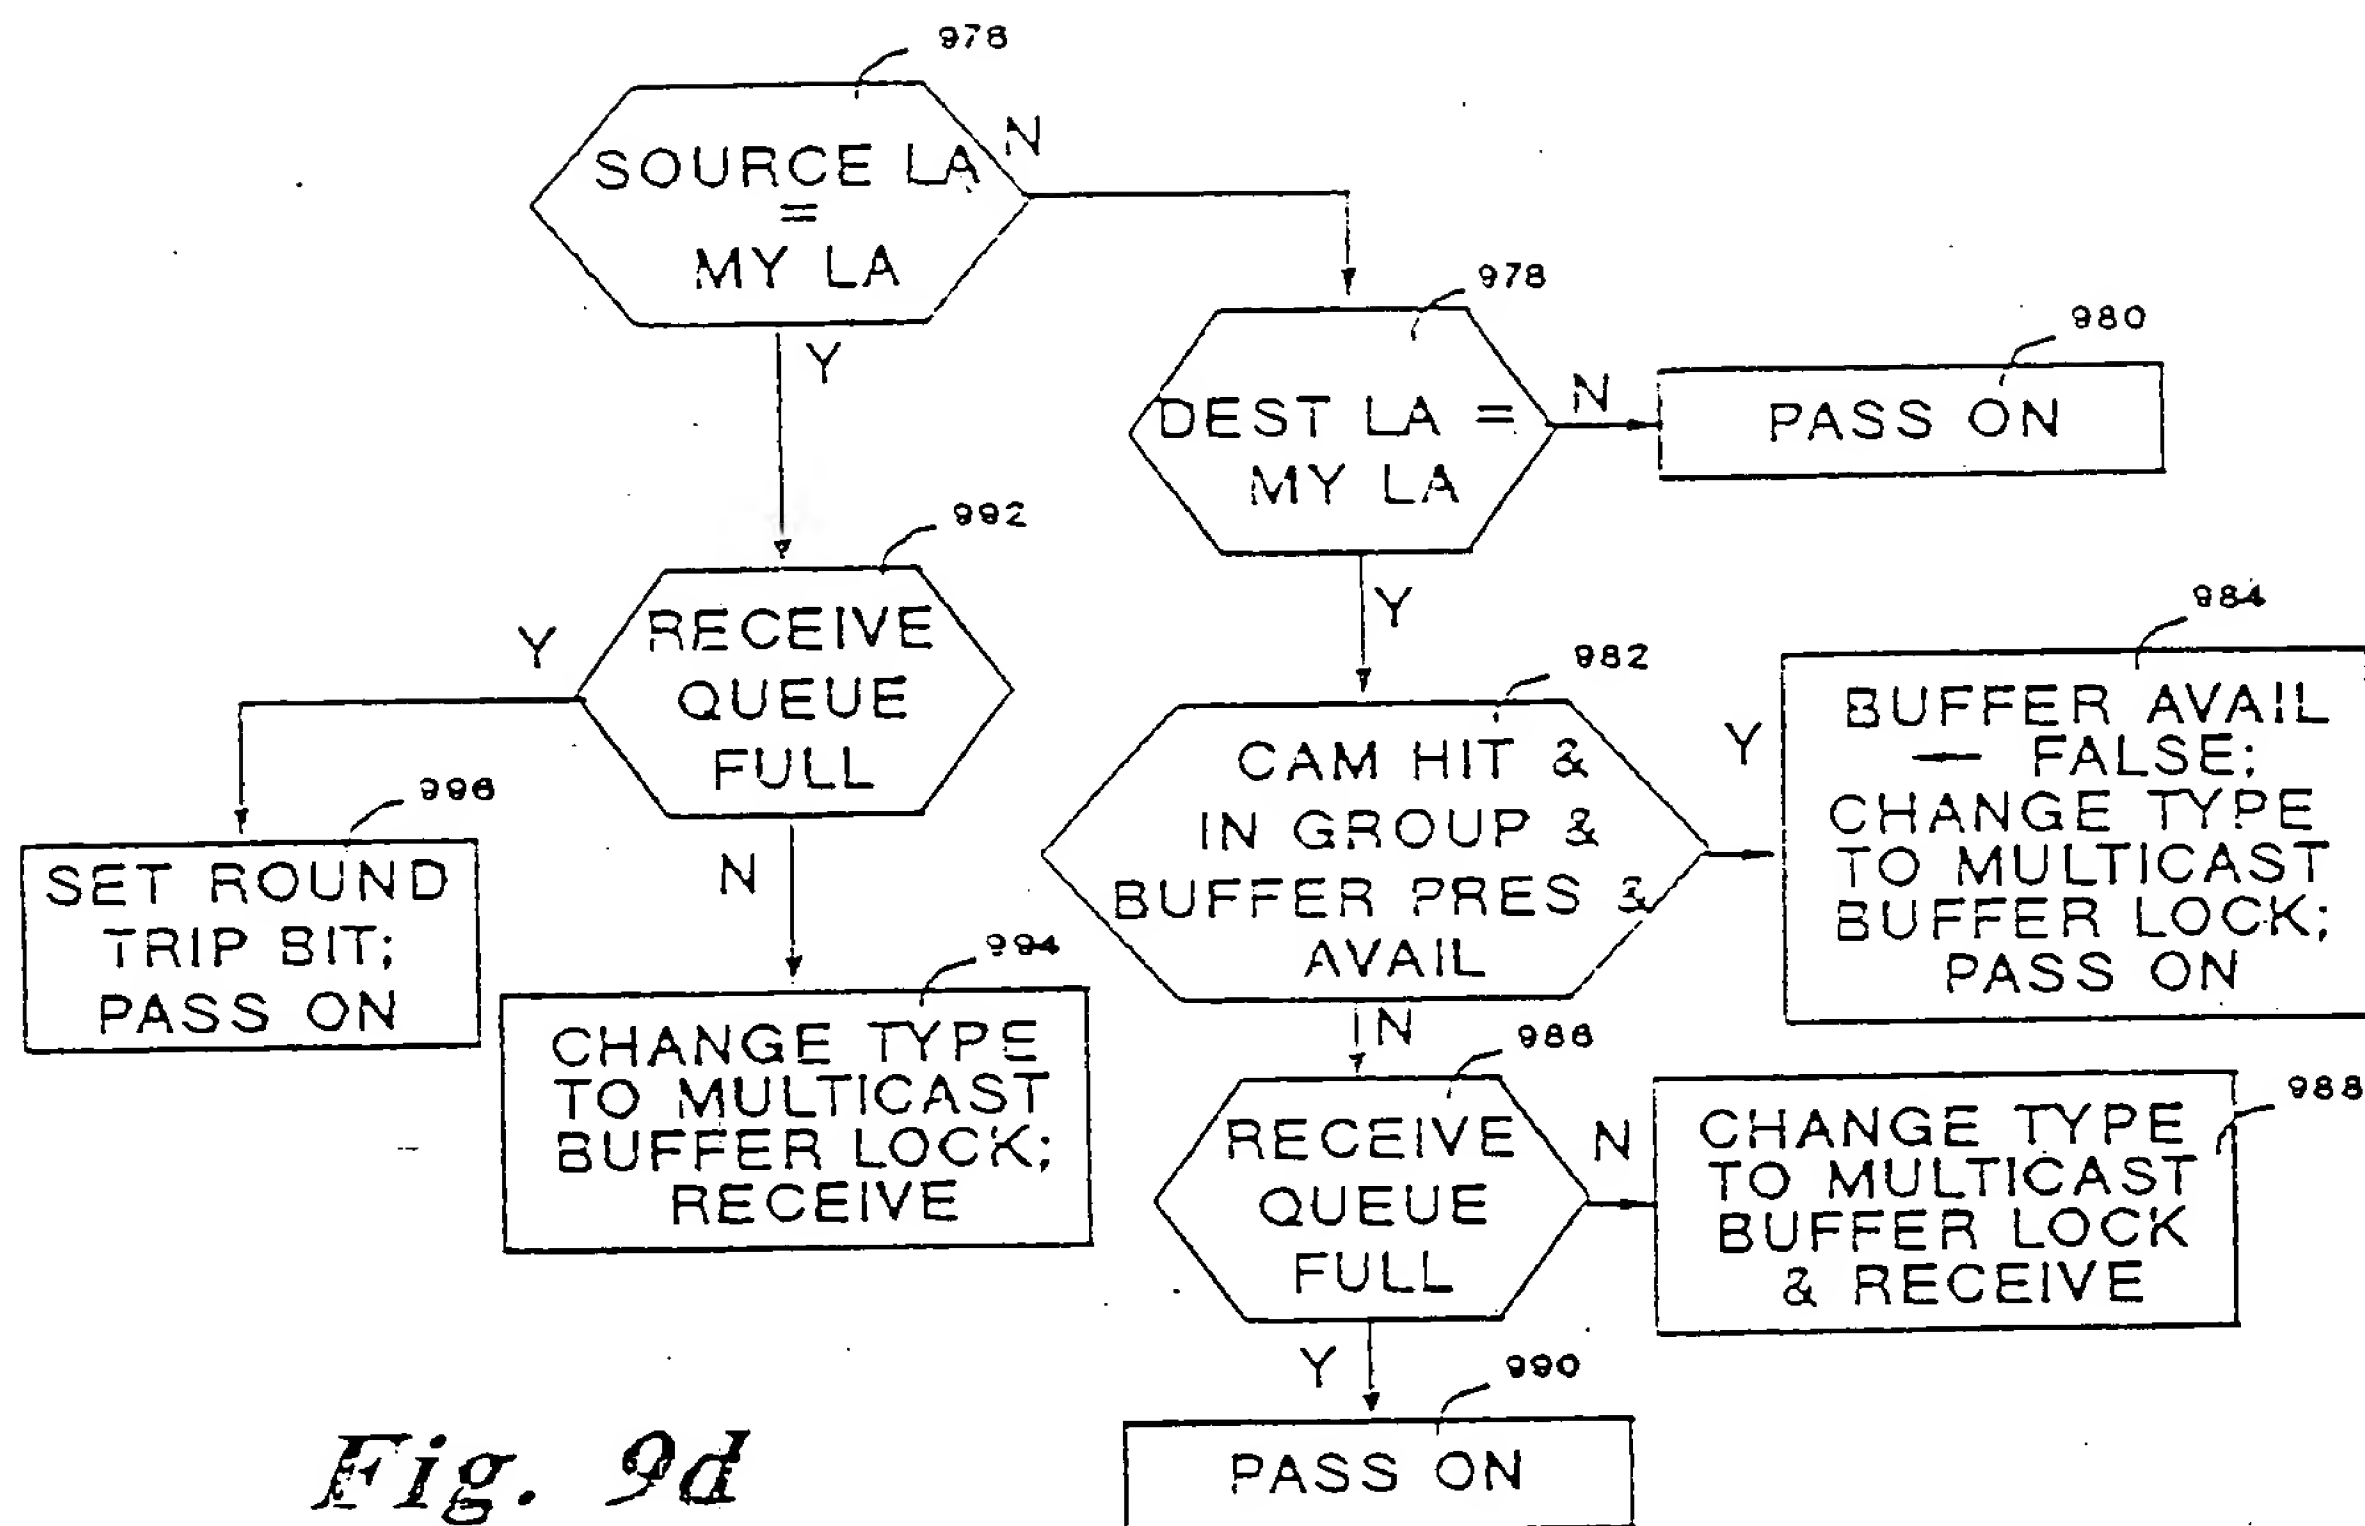 976
SOURCE LA
=
MY LA
N
Y
978
DEST LA =
MY LA
N
Y
980
PASS ON
992
RECEIVE
QUEUE
FULL
Y
N
996
SET ROUND
TRIP BIT;
PASS ON
994
CHANGE TYPE
TO MULTICAST
BUFFER LOCK;
RECEIVE
982
CAM HIT &
IN GROUP &
BUFFER PRES &
AVAIL
Y
N
984
BUFFER AVAIL
← FALSE;
CHANGE TYPE
TO MULTICAST
BUFFER LOCK;
PASS ON
986
RECEIVE
QUEUE
FULL
N
Y
988
CHANGE TYPE
TO MULTICAST
BUFFER LOCK
& RECEIVE
990
PASS ON
Fig. 9d